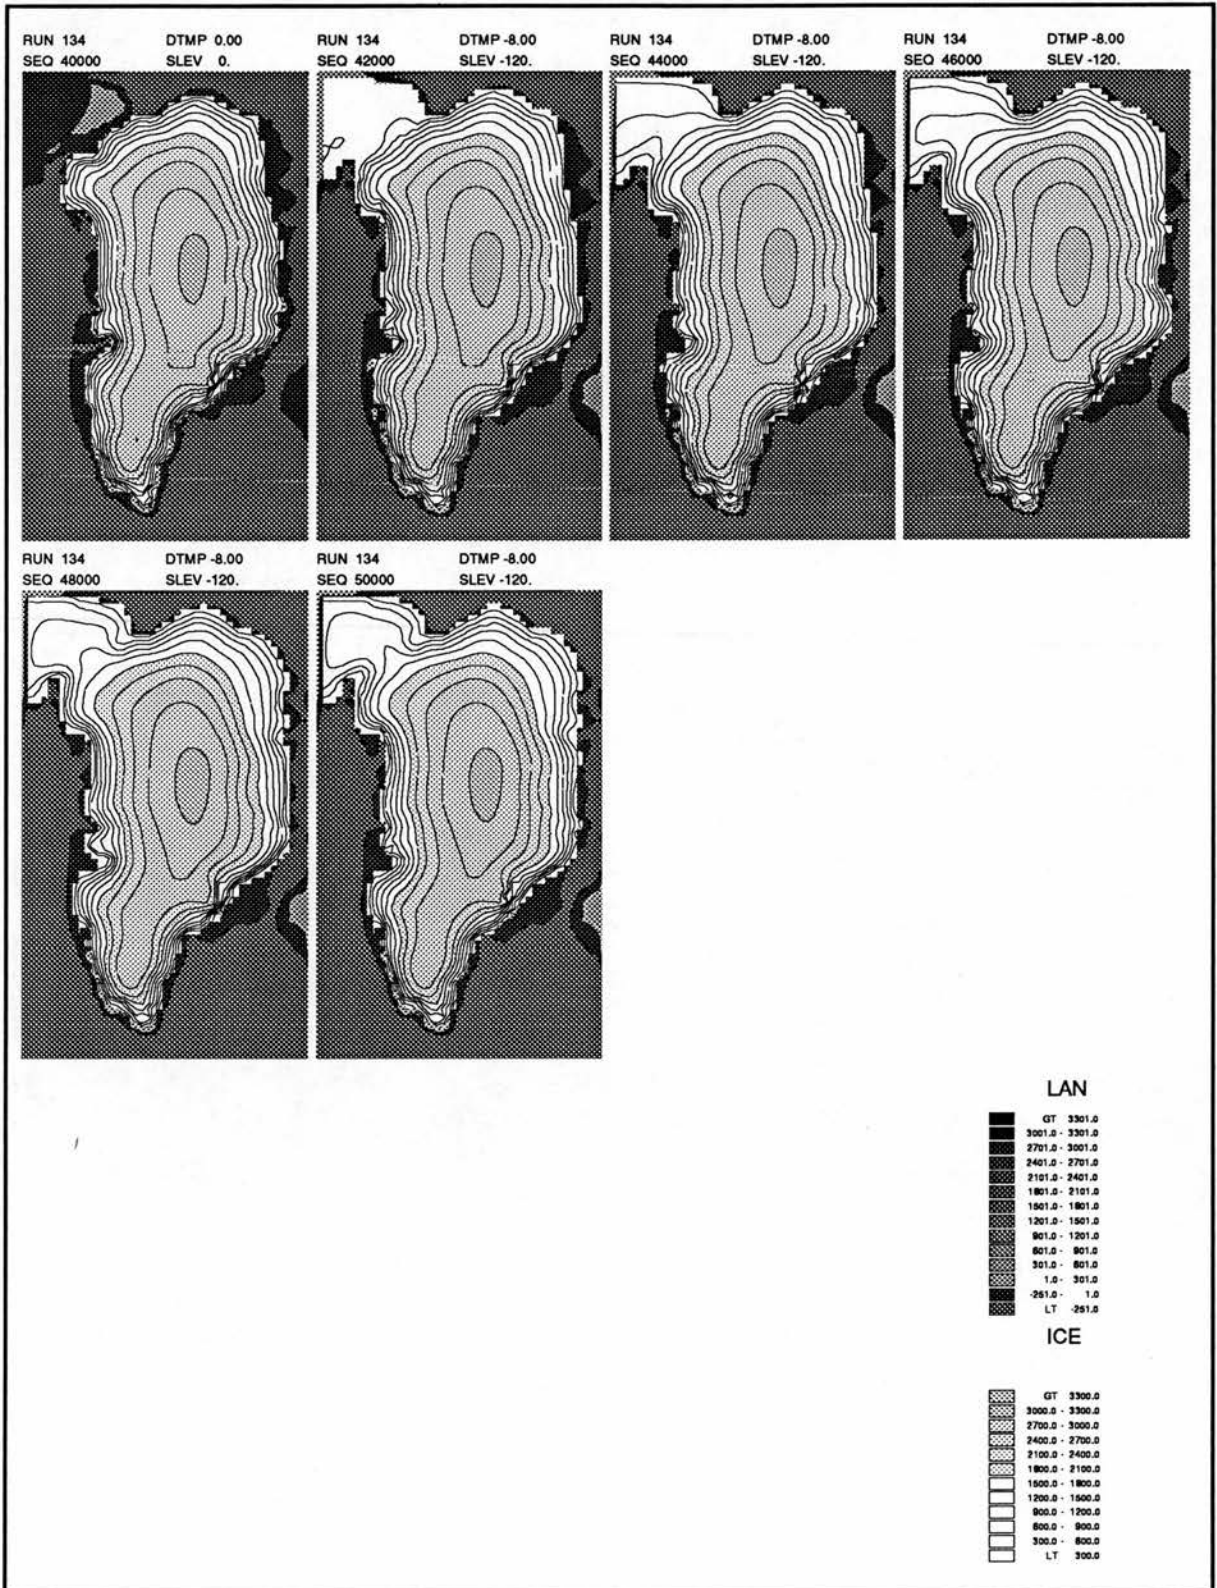 RUN 134 DTMP 0.00 RUN 134 DTMP -8.00 RUN 134 DTMP -8.00 RUN 134 DTMP -8.00
SEQ 40000 SLEV 0. SEQ 42000 SLEV -120. SEQ 44000 SLEV -120. SEQ 46000 SLEV -120.
RUN 134 DTMP -8.00 RUN 134 DTMP -8.00
SEQ 48000 SLEV -120. SEQ 50000 SLEV -120.
LAN
GT 3301.0
3001.0 - 3301.0
2701.0 - 3001.0
2401.0 - 2701.0
2101.0 - 2401.0
1801.0 - 2101.0
1501.0 - 1801.0
1201.0 - 1501.0
901.0 - 1201.0
601.0 - 901.0
301.0 - 601.0
1.0 - 301.0
-251.0 - 1.0
LT -251.0
ICE
GT 3300.0
3000.0 - 3300.0
2700.0 - 3000.0
2400.0 - 2700.0
2100.0 - 2400.0
1800.0 - 2100.0
1500.0 - 1800.0
1200.0 - 1500.0
900.0 - 1200.0
600.0 - 900.0
300.0 - 600.0
LT 300.0